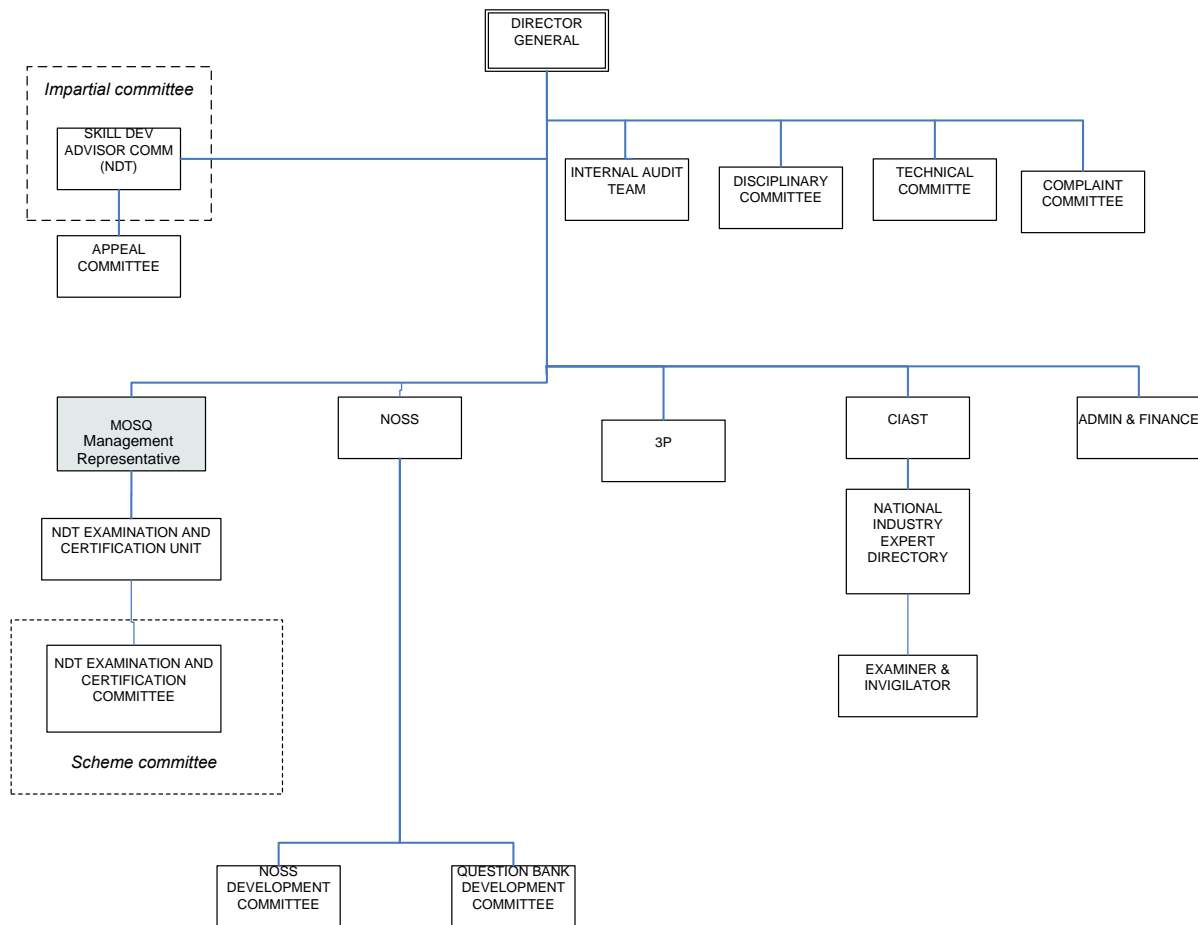 DIRECTOR
GENERAL
Impartial committee
SKILL DEV
ADVISOR COMM
(NDT)
INTERNAL AUDIT
TEAM
DISCIPLINARY
COMMITTEE
TECHNICAL
COMMITTE
COMPLAINT
COMMITTEE
APPEAL
COMMITTEE
MOSQ
Management
Representative
NOSS
3P
CIAST
ADMIN & FINANCE
NDT EXAMINATION AND
CERTIFICATION UNIT
NATIONAL
INDUSTRY
EXPERT
DIRECTORY
NDT EXAMINATION AND
CERTIFICATION
COMMITTEE
EXAMINER &
INVIGILATOR
Scheme committee
NOSS
DEVELOPMENT
COMMITTEE
QUESTION BANK
DEVELOPMENT
COMMITTEE